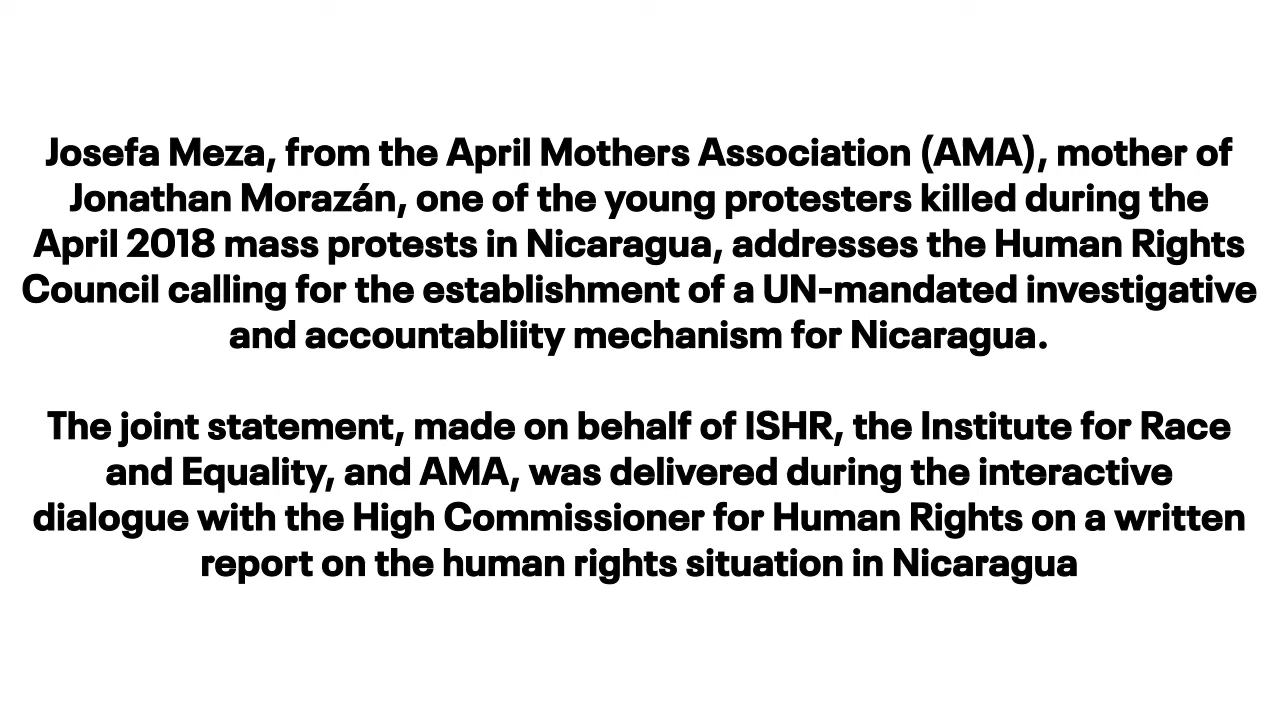 Josefa Meza, from the April Mothers Association (AMA), mother of
Jonathan Morazán, one of the young protesters killed during the
April 2018 mass protests in Nicaragua, addresses the Human Rights
Council calling for the establishment of a UN-mandated investigative
and accountabliity mechanism for Nicaragua.
The joint statement, made on behalf of ISHR, the Institute for Race
and Equality, and AMA, was delivered during the interactive
dialogue with the High Commissioner for Human Rights on a written
report on the human rights situation in Nicaragua